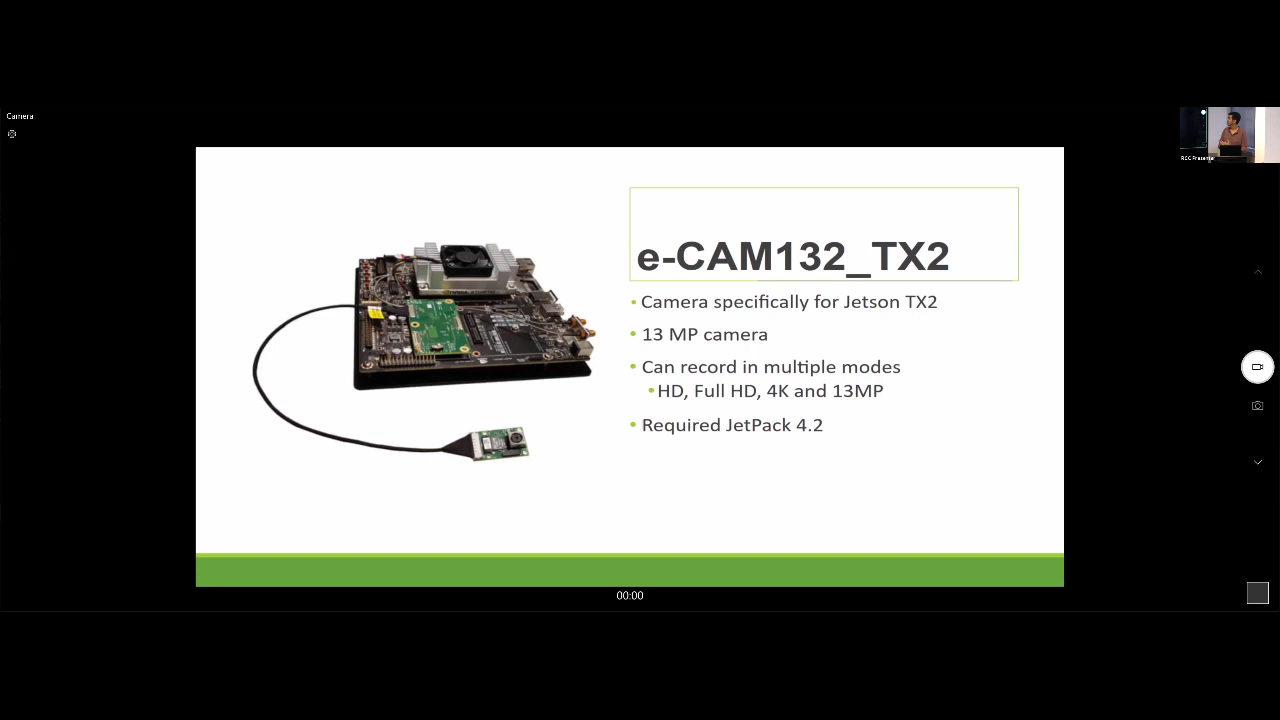 Camera
e-CAM132_TX2
• Camera specifically for Jetson TX2
• 13 MP camera
• Can record in multiple modes
• HD, Full HD, 4K and 13MP
• Required JetPack 4.2
00:00